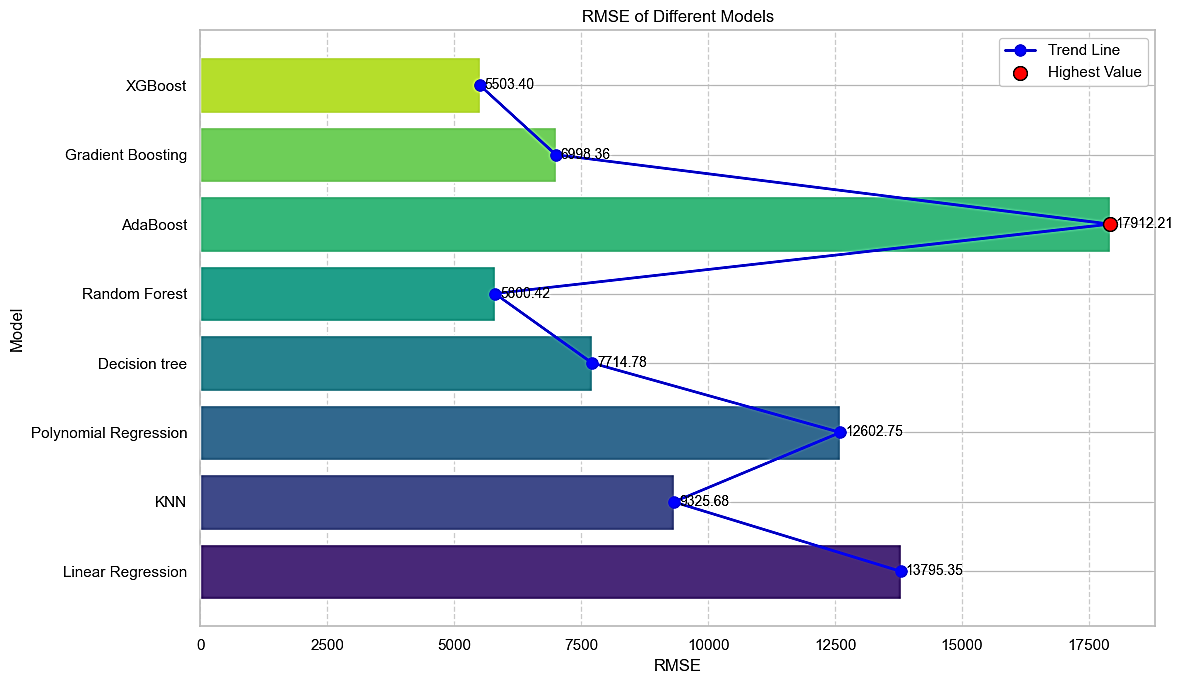 RMSE of Different Models
Trend Line
Highest Value
XGBoost
5503.40
Gradient Boosting
6998.36
AdaBoost
17912.21
Random Forest
5800.42
Decision tree
7714.78
Polynomial Regression
12602.75
KNN
9325.68
Linear Regression
13795.35
Model
0 2500 5000 7500 10000 12500 15000 17500
RMSE